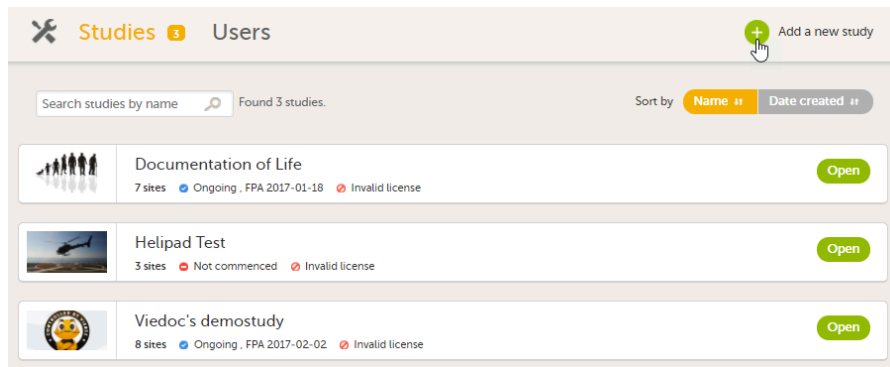 Studies 3 Users Add a new study
Search studies by name Found 3 studies. Sort by Name Date created
Documentation of Life
7 sites Ongoing , FPA 2017-01-18 Invalid license
Open
Helipad Test
3 sites Not commenced Invalid license
Open
Viedoc's demostudy
8 sites Ongoing , FPA 2017-02-02 Invalid license
Open